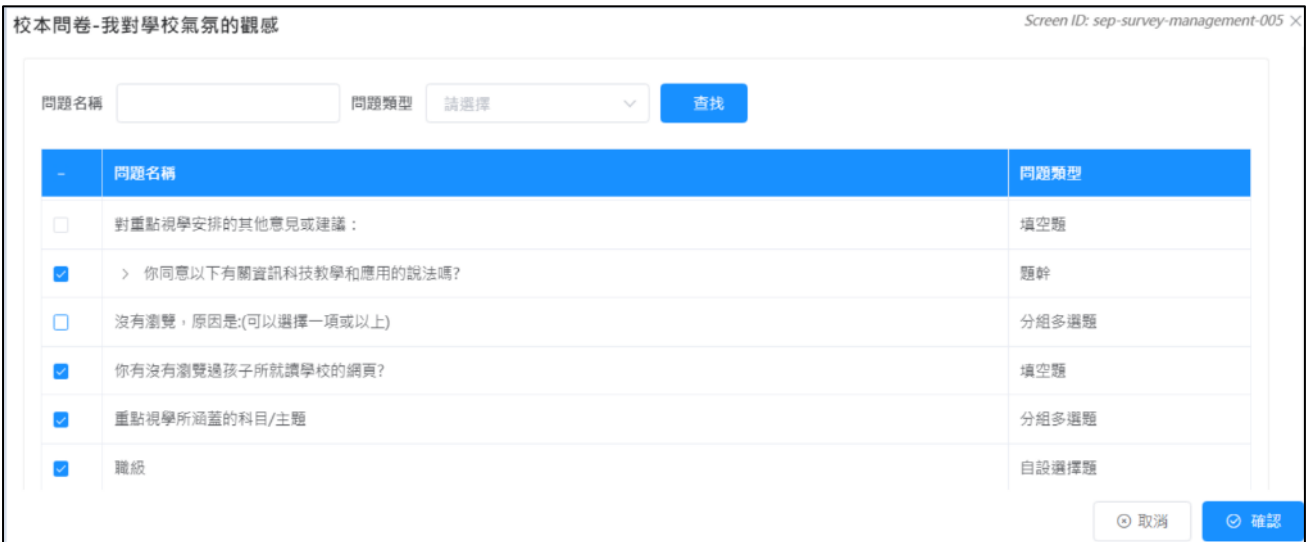 校本問卷-我對學校氣氛的觀感 Screen ID: sep-survey-management-005 ×
問題名稱 問題類型 請選擇 查找
- 問題名稱 問題類型
對重點視學安排的其他意見或建議： 填空題
> 你同意以下有關資訊科技教學和應用的說法嗎? 題幹
沒有瀏覽，原因是:(可以選擇一項或以上) 分組多選題
你有沒有瀏覽過孩子所就讀學校的網頁? 填空題
重點視學所涵蓋的科目/主題 分組多選題
職級 自設選擇題
取消 確認